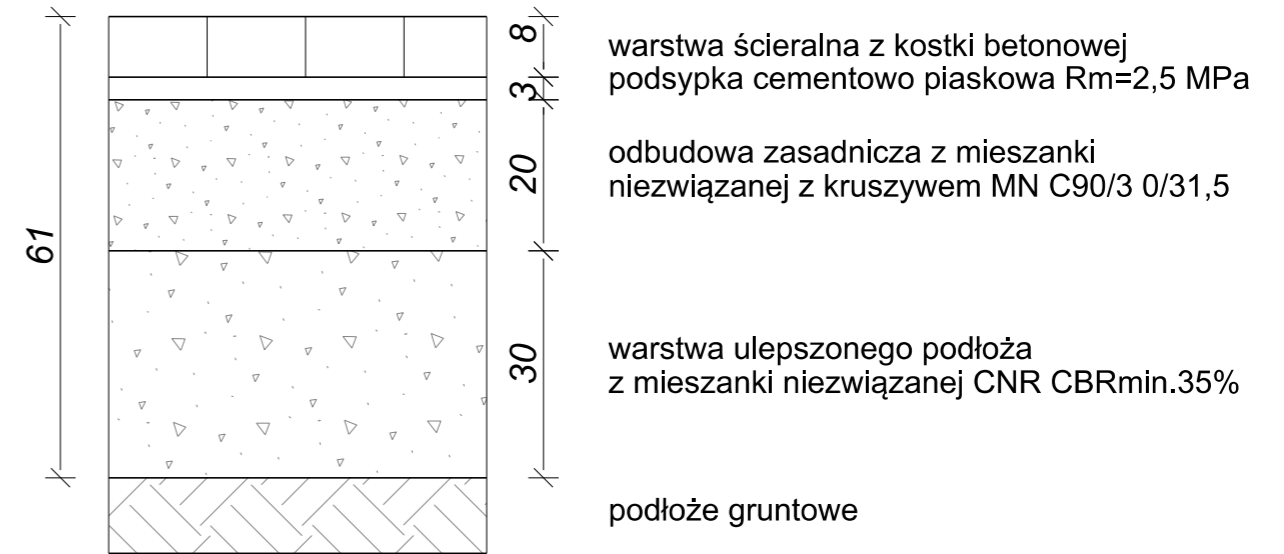 61
8
3
20
30
warstwa ścieralna z kostki betonowej
podsypka cementowo piaskowa Rm=2,5 MPa
odbudowa zasadnicza z mieszanki
niezwiązanej z kruszywem MN C90/3 0/31,5
warstwa ulepszonego podłoża
z mieszanki niezwiązanej CNR CBRmin.35%
podłoże gruntowe